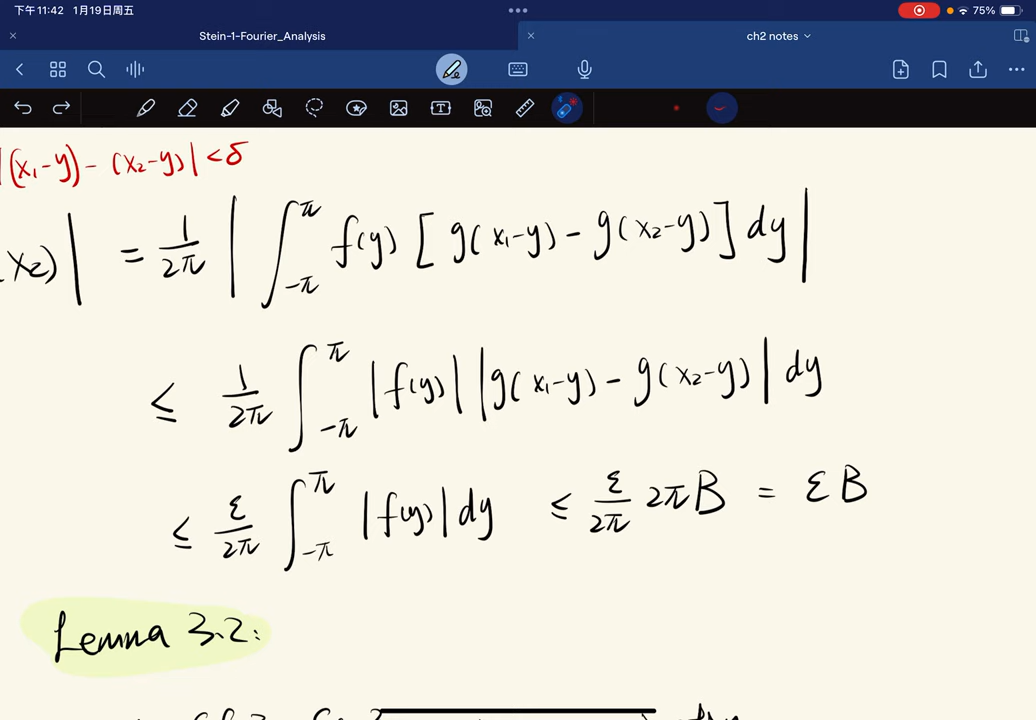 下午11:42 1月19日周五
75%
Stein-1-Fourier_Analysis
ch2 notes
|(x₁-y) - (x₂-y)| < δ
x₂)| = 1/2π | ∫_{-π}^{π} f(y) [ g(x₁-y) - g(x₂-y) ] dy |
≤ 1/2π ∫_{-π}^{π} |f(y)| |g(x₁-y) - g(x₂-y)| dy
≤ ε/2π ∫_{-π}^{π} |f(y)| dy ≤ ε/2π 2πB = εB
Lemma 3.2: